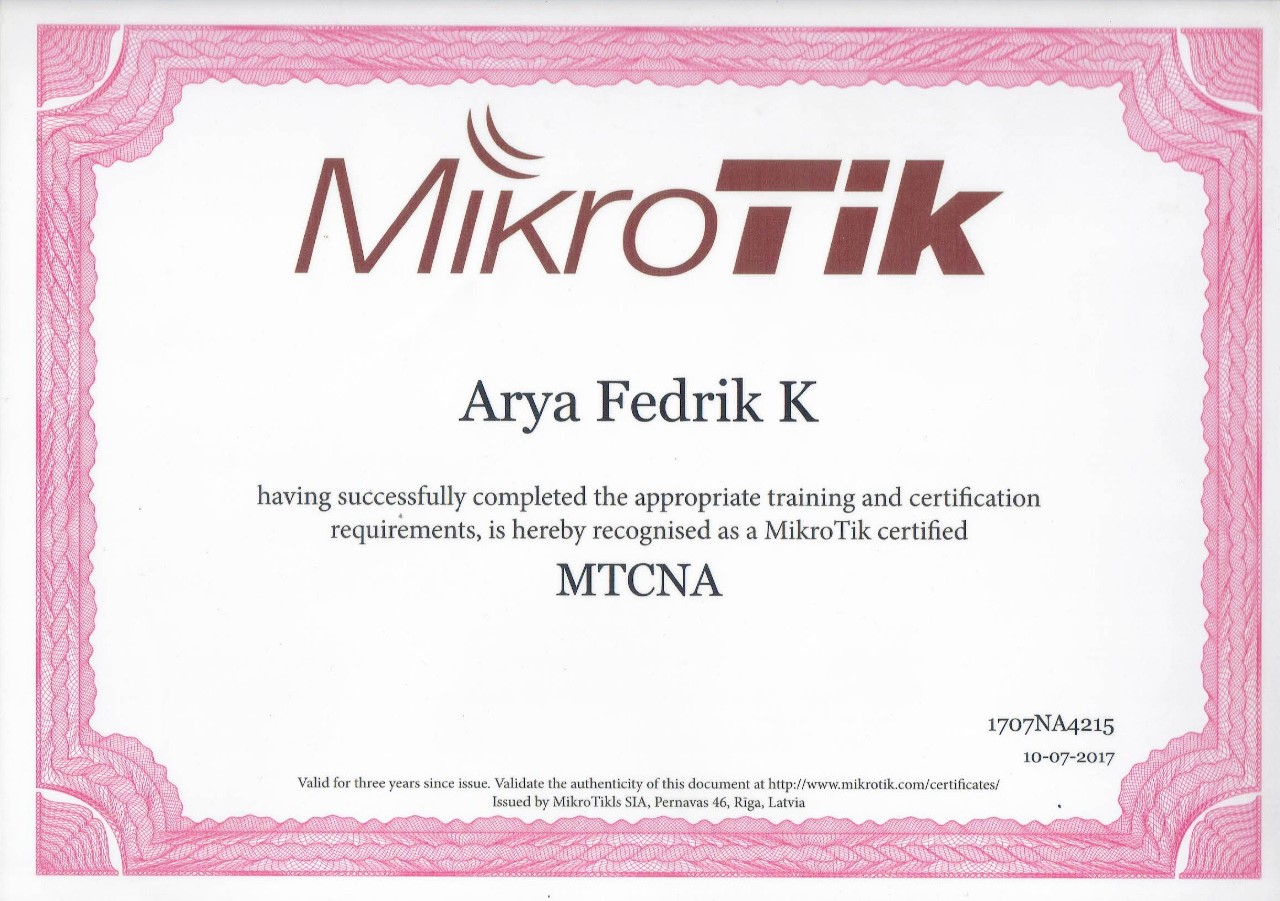 MikroTik
Arya Fedrik K
having successfully completed the appropriate training and certification
requirements, is hereby recognised as a MikroTik certified
MTCNA
1707NA4215
10-07-2017
Valid for three years since issue. Validate the authenticity of this document at http://www.mikrotik.com/certificates/
Issued by MikroTikls SIA, Pernavas 46, Riga, Latvia